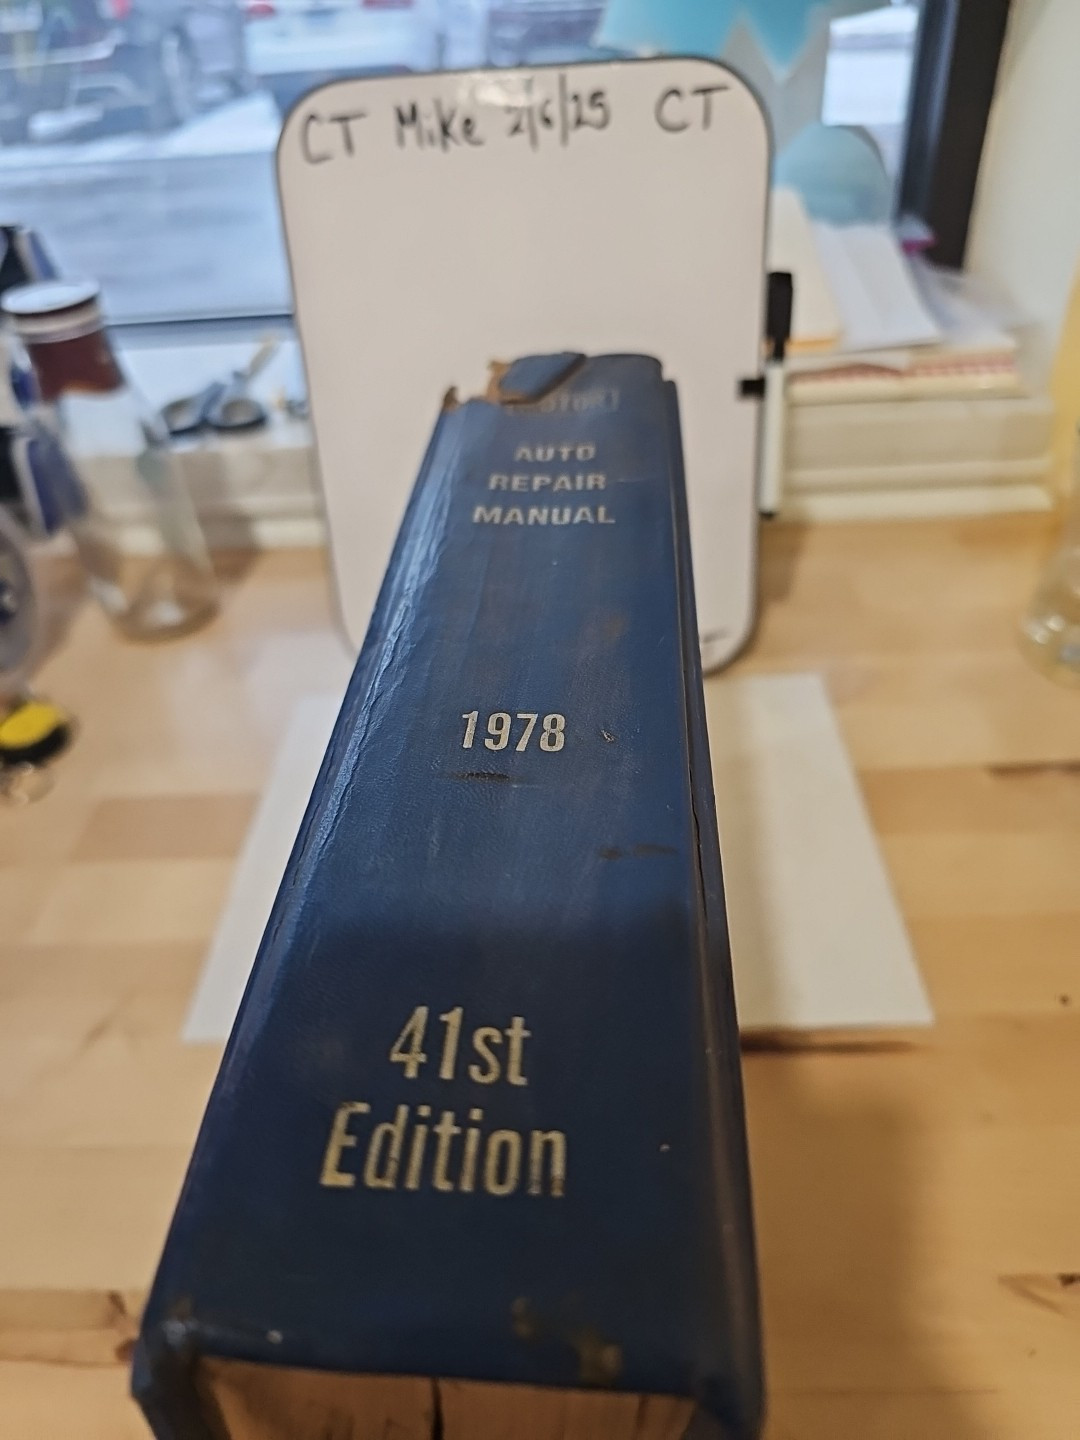 CT Mike 2/6/25 CT
AUTO
REPAIR
MANUAL
1978
41st
Edition